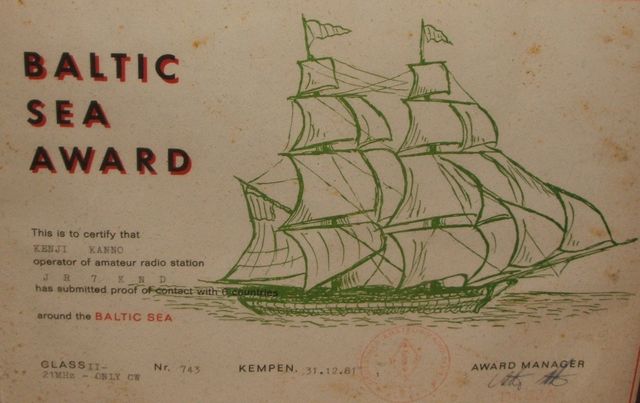 BALTIC
SEA
AWARD
This is to certify that
KENJI KANNO
operator of amateur radio station
J R 7 K N D
has submitted proof of contact with 6 countries
around the BALTIC SEA
CLASS II- Nr. 743 KEMPEN, 31.12.81 AWARD MANAGER
21MHz - ONLY CW